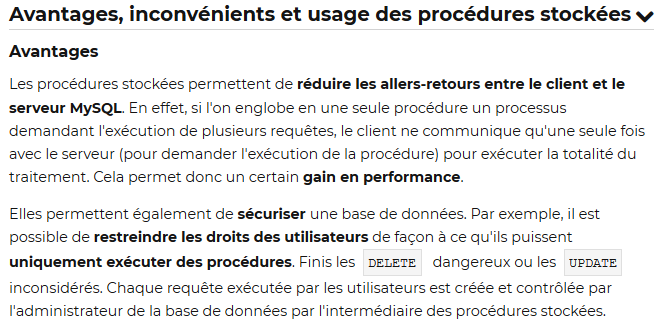 Avantages, inconvénients et usage des procédures stockées
Avantages
Les procédures stockées permettent de réduire les allers-retours entre le client et le
serveur MySQL. En effet, si l'on englobe en une seule procédure un processus
demandant l'exécution de plusieurs requêtes, le client ne communique qu'une seule fois
avec le serveur (pour demander l'exécution de la procédure) pour exécuter la totalité du
traitement. Cela permet donc un certain gain en performance.
Elles permettent également de sécuriser une base de données. Par exemple, il est
possible de restreindre les droits des utilisateurs de façon à ce qu'ils puissent
uniquement exécuter des procédures. Finis les DELETE dangereux ou les UPDATE
inconsidérés. Chaque requête exécutée par les utilisateurs est créée et contrôlée par
l'administrateur de la base de données par l'intermédiaire des procédures stockées.